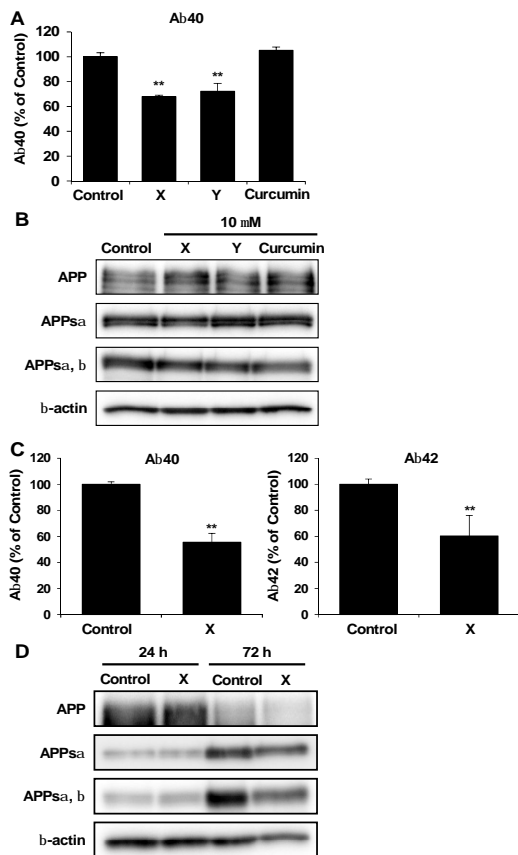 A
Ab40
Ab40 (% of Control)
120
100
80
60
40
20
0
**
**
Control X Y Curcumin
B
10 mM
Control X Y Curcumin
APP
APPsa
APPsa, b
b-actin
C
Ab40
Ab40 (% of Control)
120
100
80
60
40
20
0
**
Control X
Ab42
Ab42 (% of Control)
120
100
80
60
40
20
0
**
Control X
D
24 h 72 h
Control X Control X
APP
APPsa
APPsa, b
b-actin